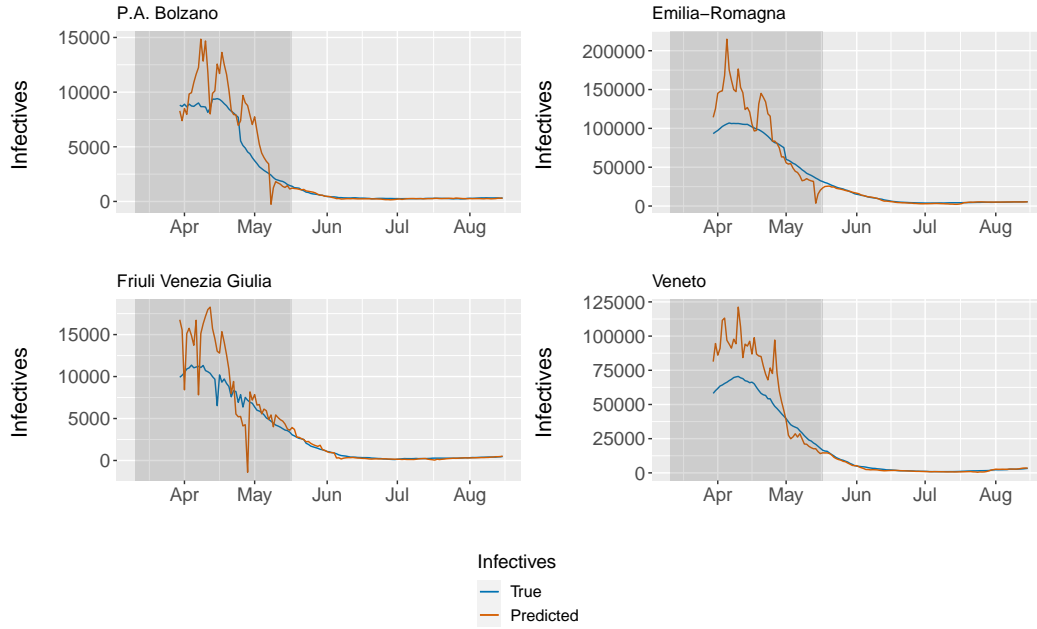 P.A. Bolzano
Infectives
15000
10000
5000
0
Apr May Jun Jul Aug
Emilia−Romagna
Infectives
200000
150000
100000
50000
0
Apr May Jun Jul Aug
Friuli Venezia Giulia
Infectives
15000
10000
5000
0
Apr May Jun Jul Aug
Veneto
Infectives
125000
100000
75000
50000
25000
0
Apr May Jun Jul Aug
Infectives
True
Predicted